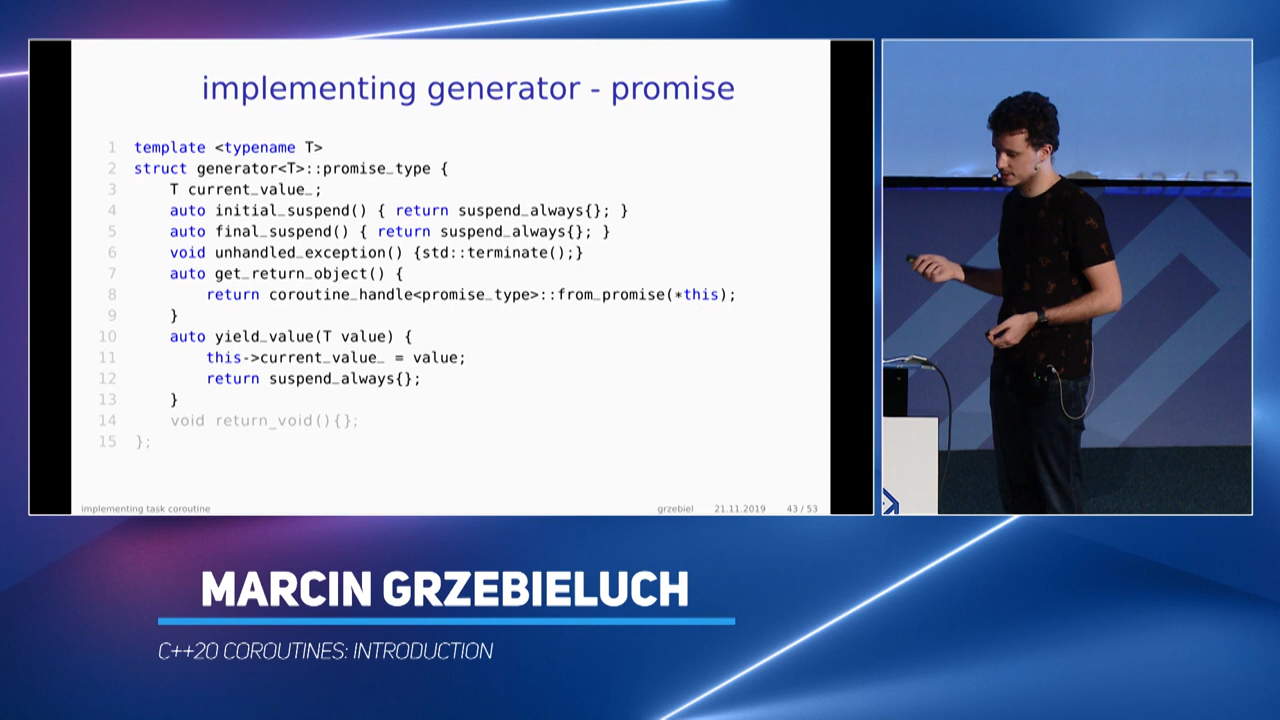 implementing generator - promise
1 template <typename T>
2 struct generator<T>::promise_type {
3 T current_value_;
4 auto initial_suspend() { return suspend_always{}; }
5 auto final_suspend() { return suspend_always{}; }
6 void unhandled_exception() {std::terminate();}
7 auto get_return_object() {
8 return coroutine_handle<promise_type>::from_promise(*this);
9 }
10 auto yield_value(T value) {
11 this->current_value_ = value;
12 return suspend_always{};
13 }
14 void return_void(){};
15 };
implementing task coroutine grzebiel 21.11.2019 43 / 53
43 / 53
MARCIN GRZEBIELUCH
C++20 COROUTINES: INTRODUCTION